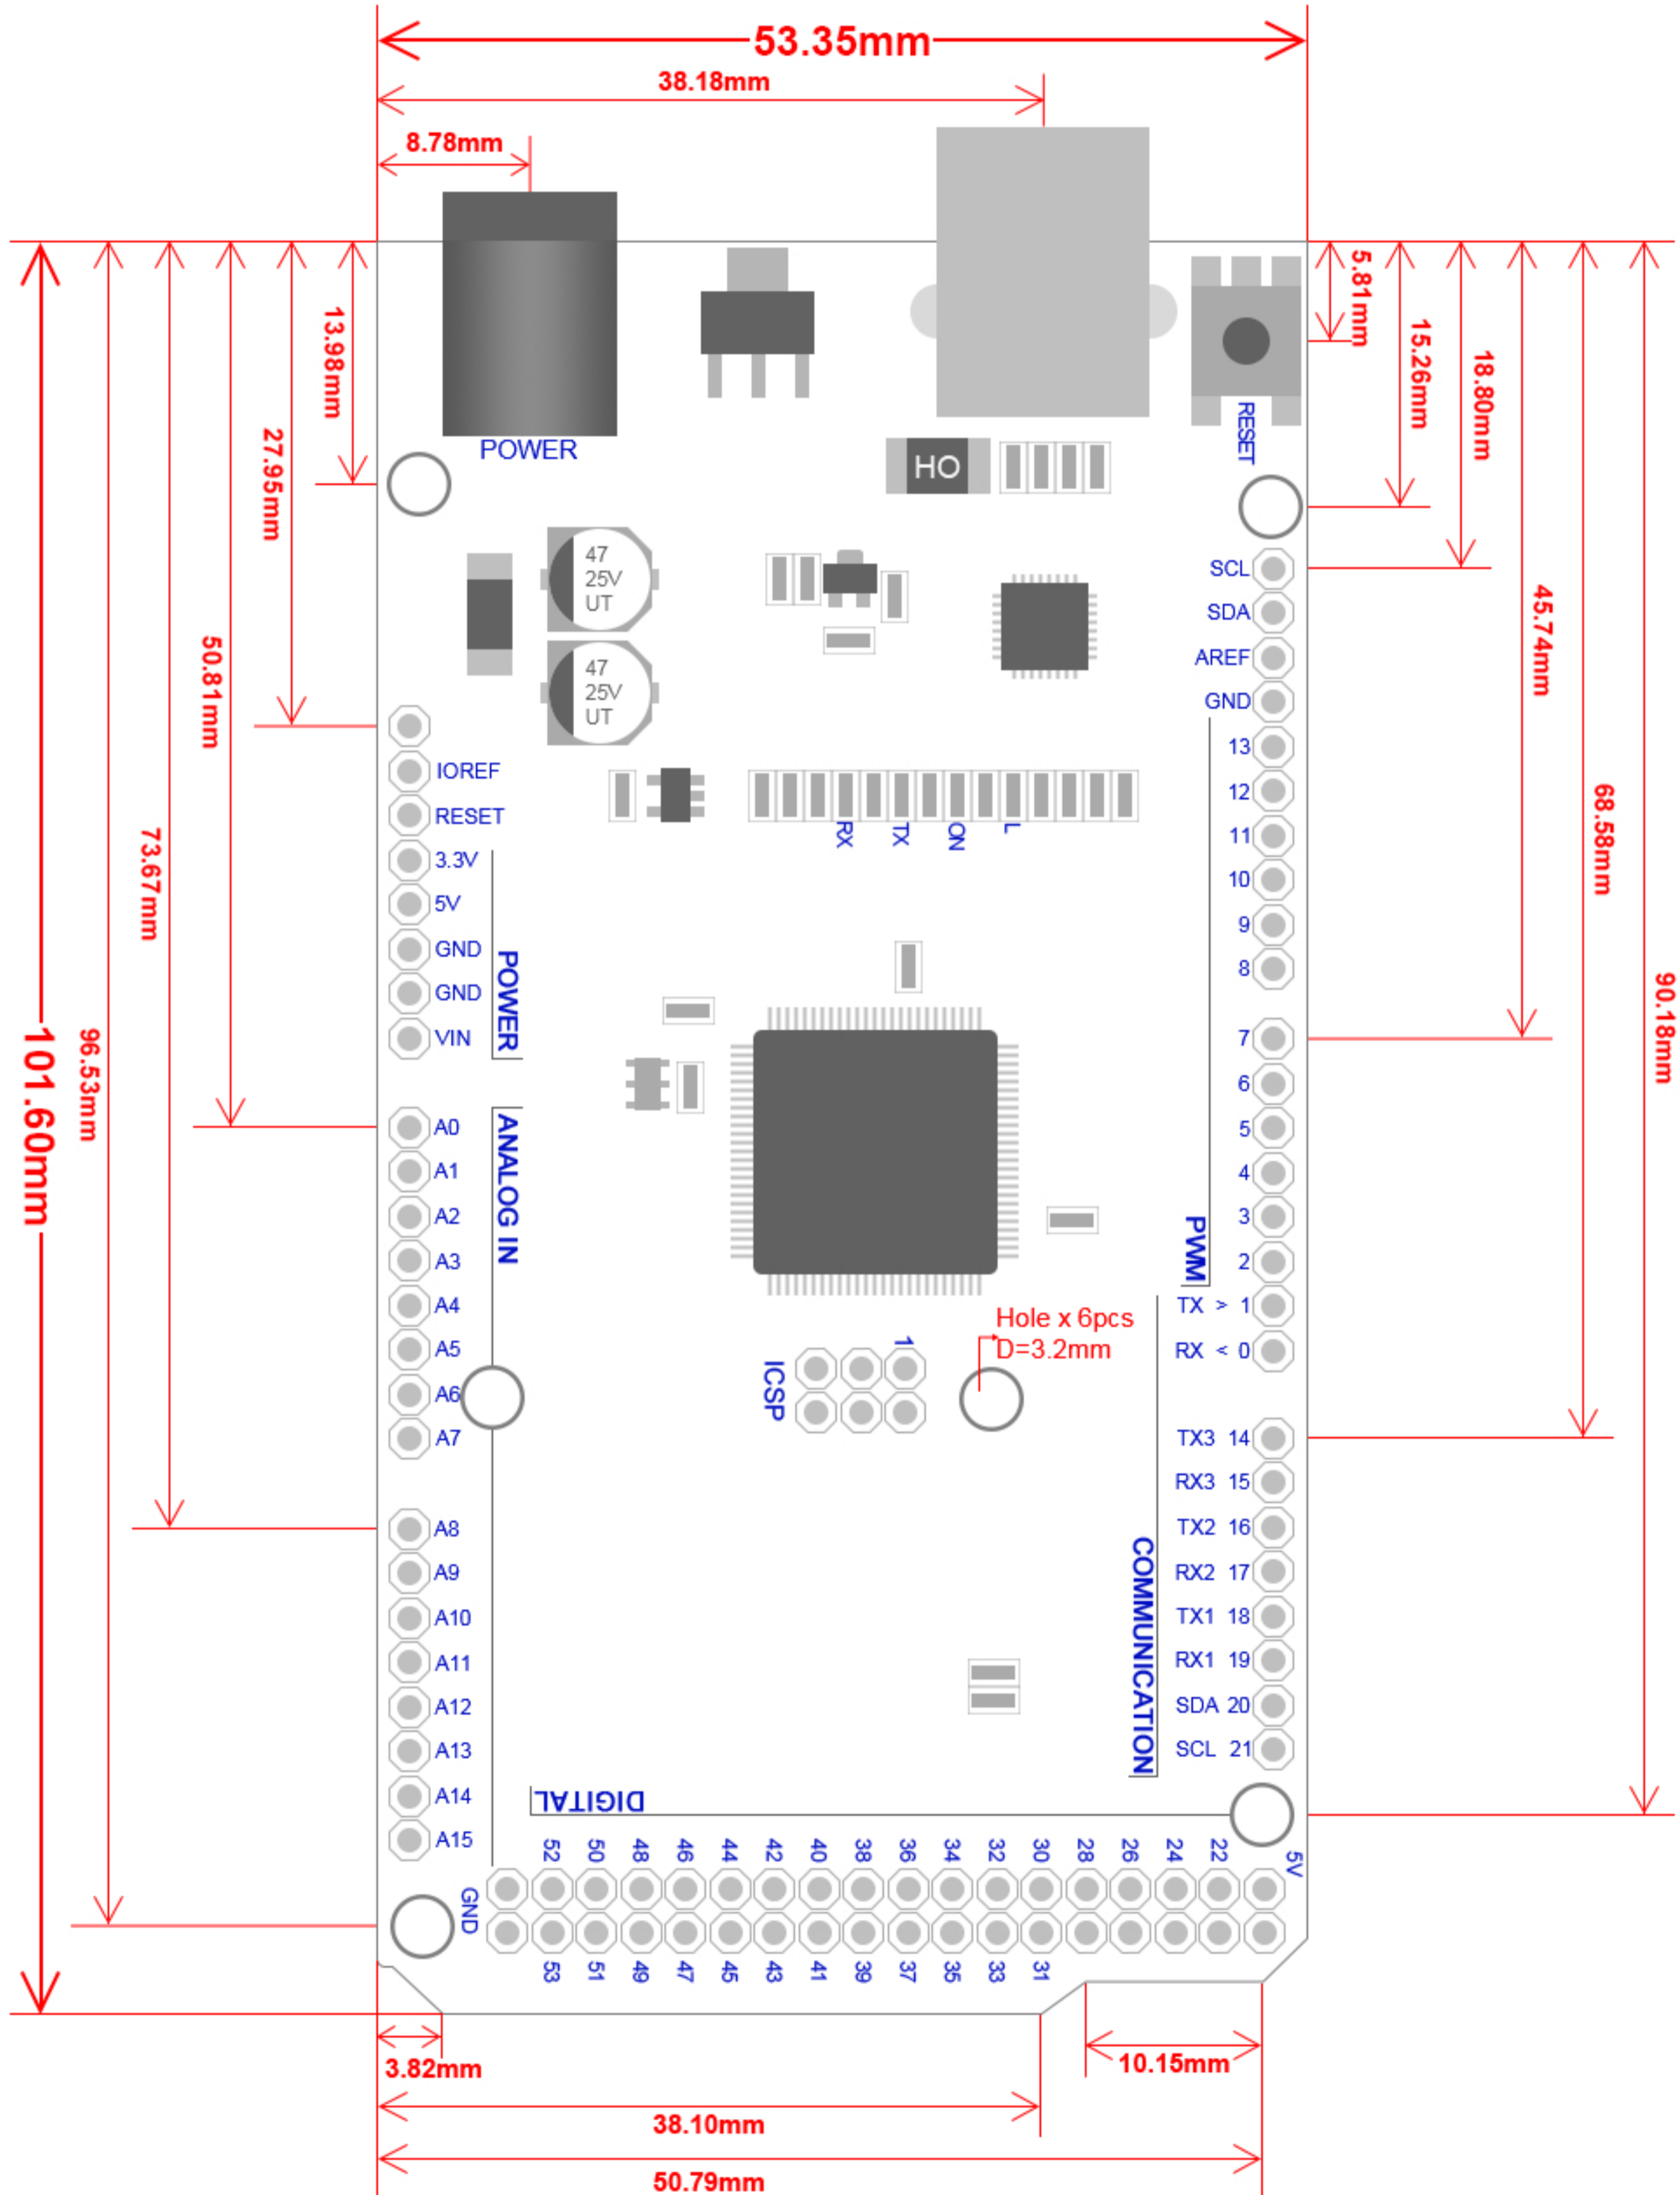 53.35mm
38.18mm
8.78mm
5.81mm
15.26mm
18.80mm
45.74mm
68.58mm
90.18mm
13.98mm
27.95mm
50.81mm
73.67mm
96.53mm
101.60mm
POWER
RESET
HO
47
25V
UT
47
25V
UT
SCL
SDA
AREF
GND
13
12
11
10
9
8
7
6
5
4
3
2
TX > 1
RX < 0
PWM
IOREF
RESET
3.3V
5V
GND
GND
VIN
POWER
RX
TX
ON
L
A0
A1
A2
A3
A4
A5
A6
A7
ANALOG IN
Hole x 6pcs
D=3.2mm
1
ICSP
TX3 14
RX3 15
TX2 16
RX2 17
TX1 18
RX1 19
SDA 20
SCL 21
COMMUNICATION
A8
A9
A10
A11
A12
A13
A14
A15
DIGITAL
52 50 48 46 44 42 40 38 36 34 32 30 28 26 24 22 5V
GND
53 51 49 47 45 43 41 39 37 35 33 31
3.82mm
10.15mm
38.10mm
50.79mm